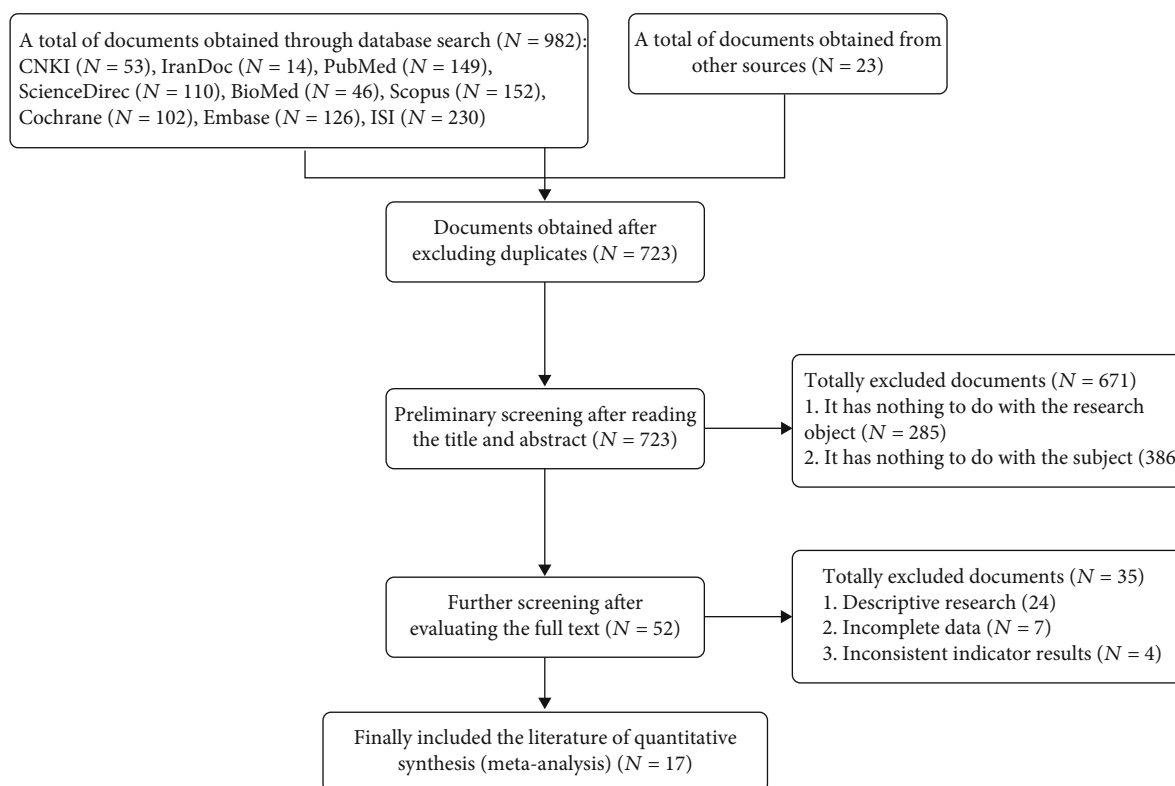 A total of documents obtained through database search (N = 982):
CNKI (N = 53), IranDoc (N = 14), PubMed (N = 149),
ScienceDirec (N = 110), BioMed (N = 46), Scopus (N = 152),
Cochrane (N = 102), Embase (N = 126), ISI (N = 230)
A total of documents obtained from
other sources (N = 23)
Documents obtained after
excluding duplicates (N = 723)
Preliminary screening after reading
the title and abstract (N = 723)
Totally excluded documents (N = 671)
1. It has nothing to do with the research
object (N = 285)
2. It has nothing to do with the subject (386
Further screening after
evaluating the full text (N = 52)
Totally excluded documents (N = 35)
1. Descriptive research (24)
2. Incomplete data (N = 7)
3. Inconsistent indicator results (N = 4)
Finally included the literature of quantitative
synthesis (meta-analysis) (N = 17)